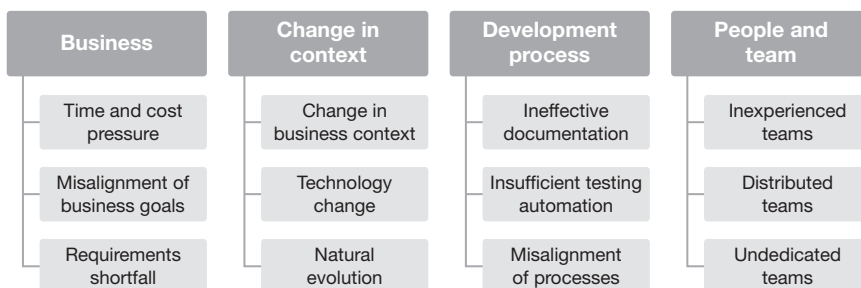 Business
Time and cost
pressure
Misalignment of
business goals
Requirements
shortfall
Change in
context
Change in
business context
Technology
change
Natural
evolution
Development
process
Ineffective
documentation
Insufficient testing
automation
Misalignment
of processes
People and
team
Inexperienced
teams
Distributed
teams
Undedicated
teams